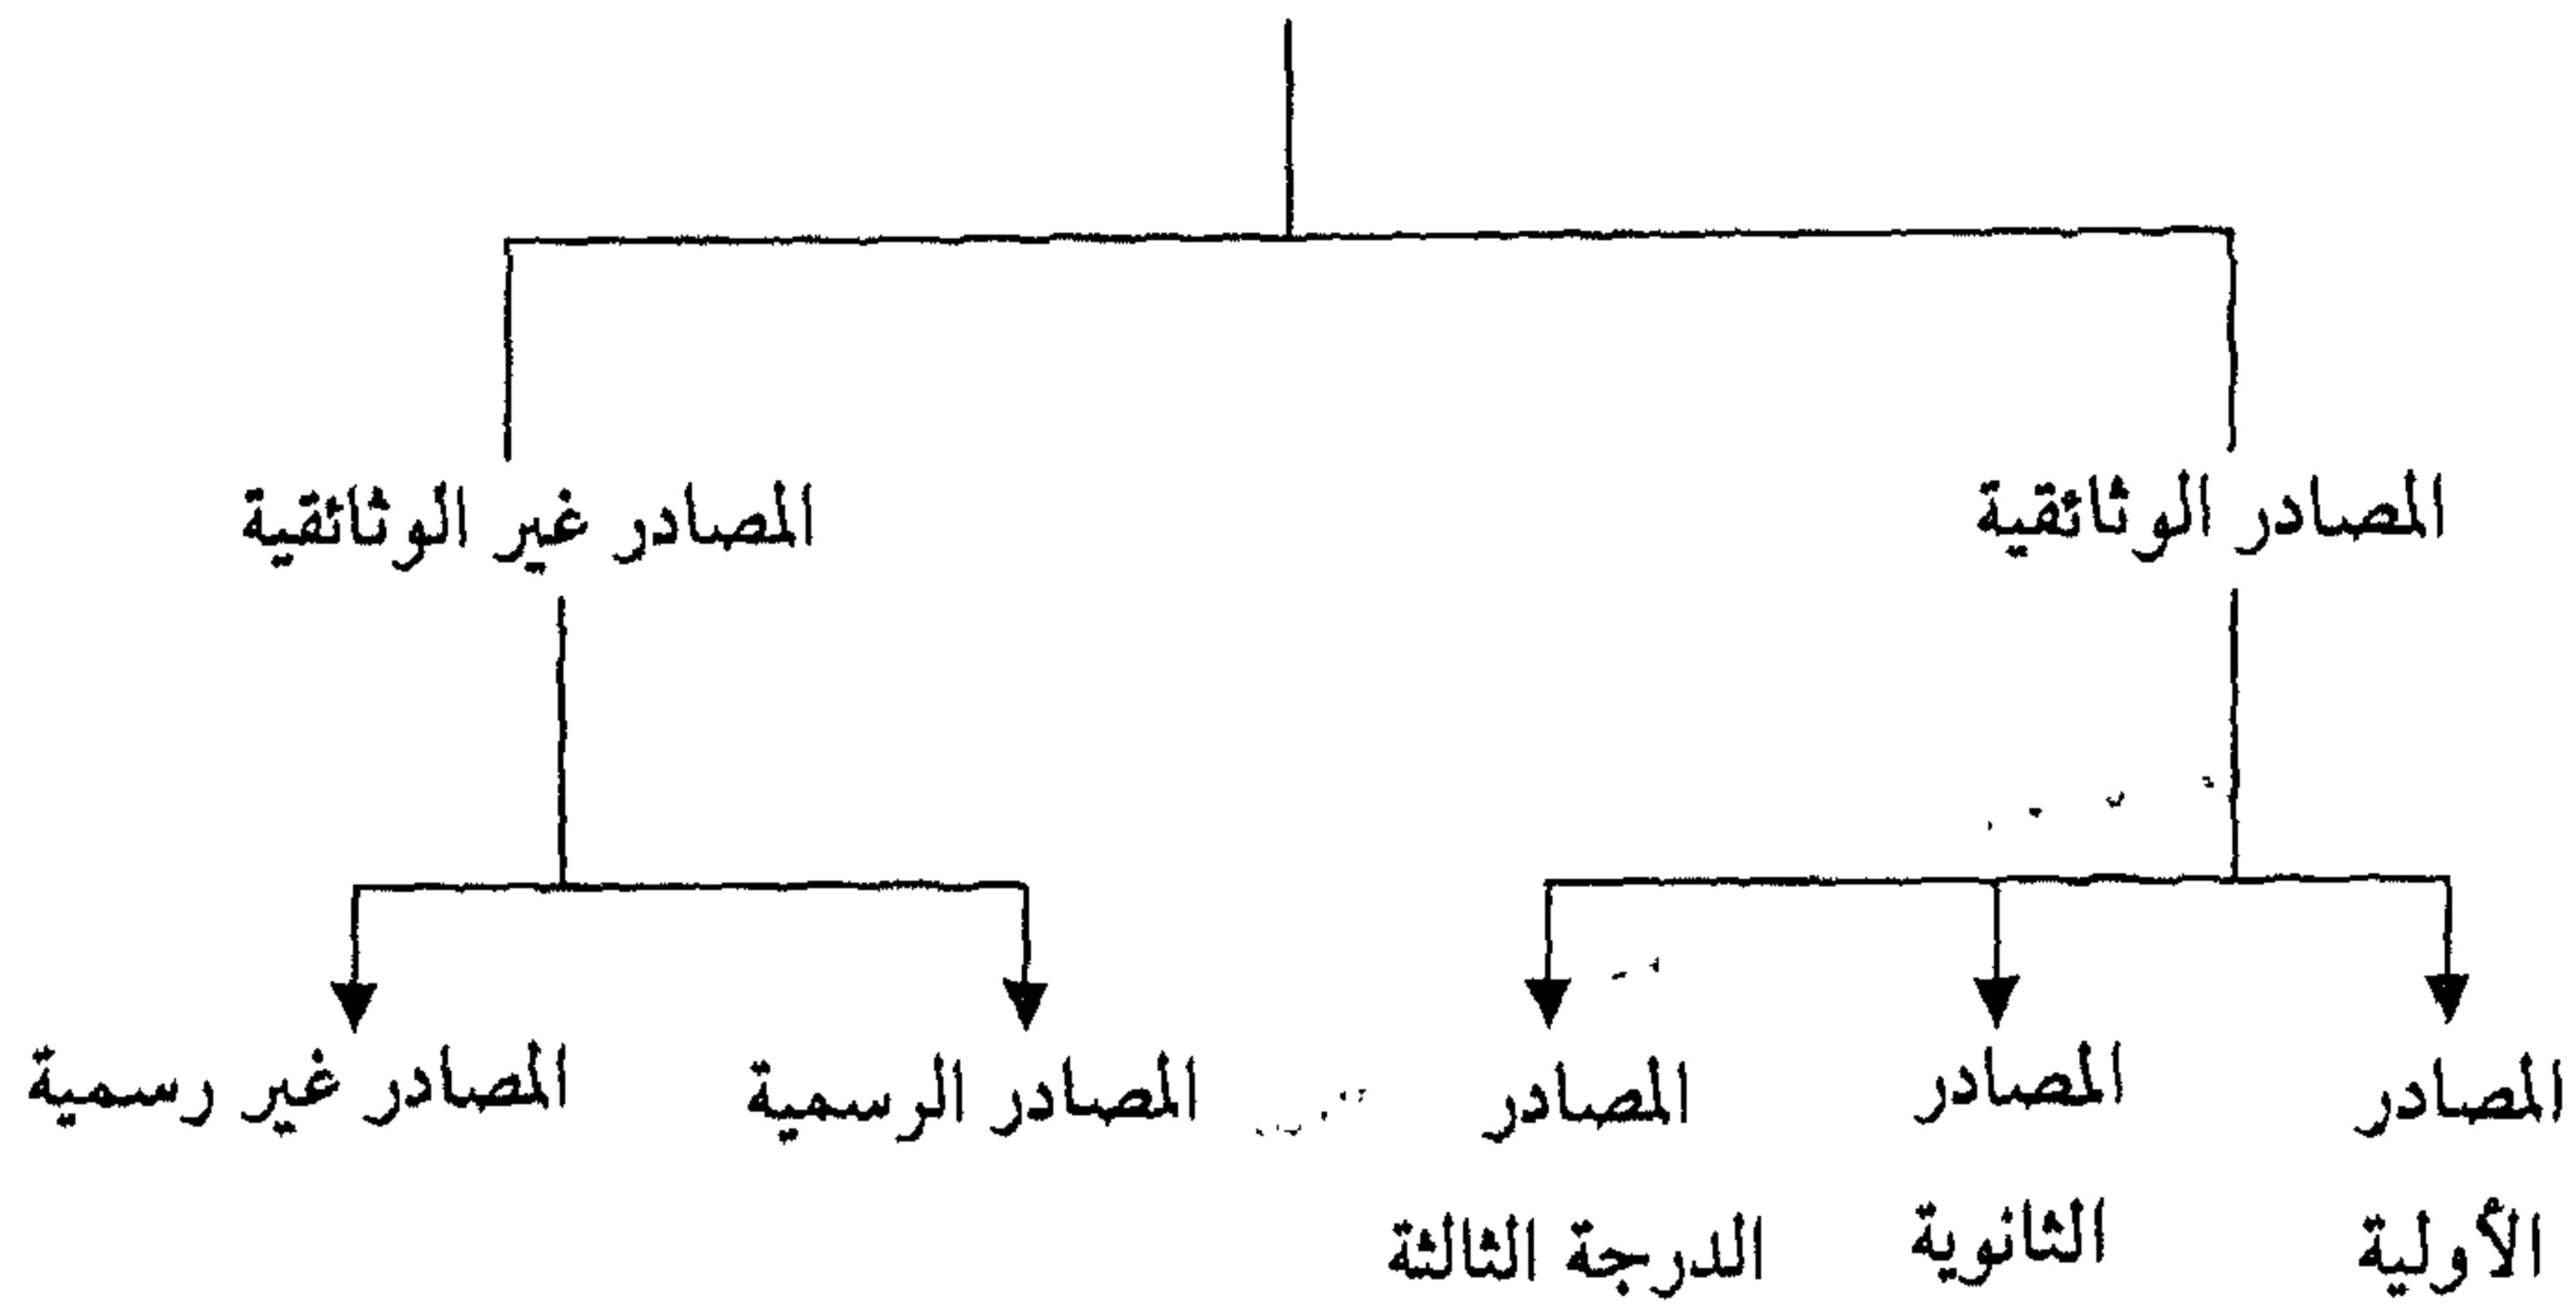 المصادر الوثائقية
المصادر غير الوثائقية
المصادر
الأولية
المصادر
الثانوية
المصادر
الدرجة الثالثة
المصادر الرسمية
المصادر غير رسمية